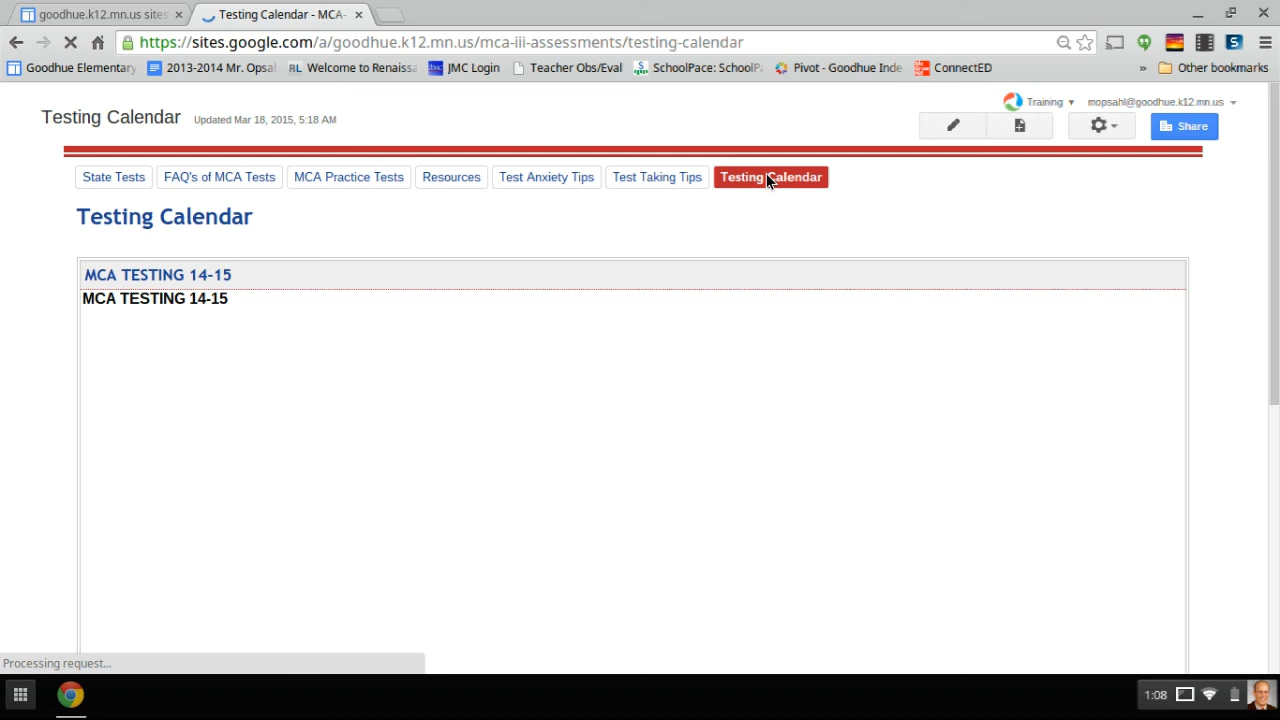 goodhue.k12.mn.us sites
Testing Calendar - MCA-
https://sites.google.com/a/goodhue.k12.mn.us/mca-iii-assessments/testing-calendar
Goodhue Elementary
2013-2014 Mr. Opsal
RL Welcome to Renaissa
JMC Login
Teacher Obs/Eval
SchoolPace: SchoolPa
Pivot - Goodhue Inde
ConnectED
» Other bookmarks
Training
mopsahl@goodhue.k12.mn.us
Testing Calendar Updated Mar 18, 2015, 5:18 AM
Share
State Tests
FAQ's of MCA Tests
MCA Practice Tests
Resources
Test Anxiety Tips
Test Taking Tips
Testing Calendar
Testing Calendar
MCA TESTING 14-15
MCA TESTING 14-15
Processing request...
1:08